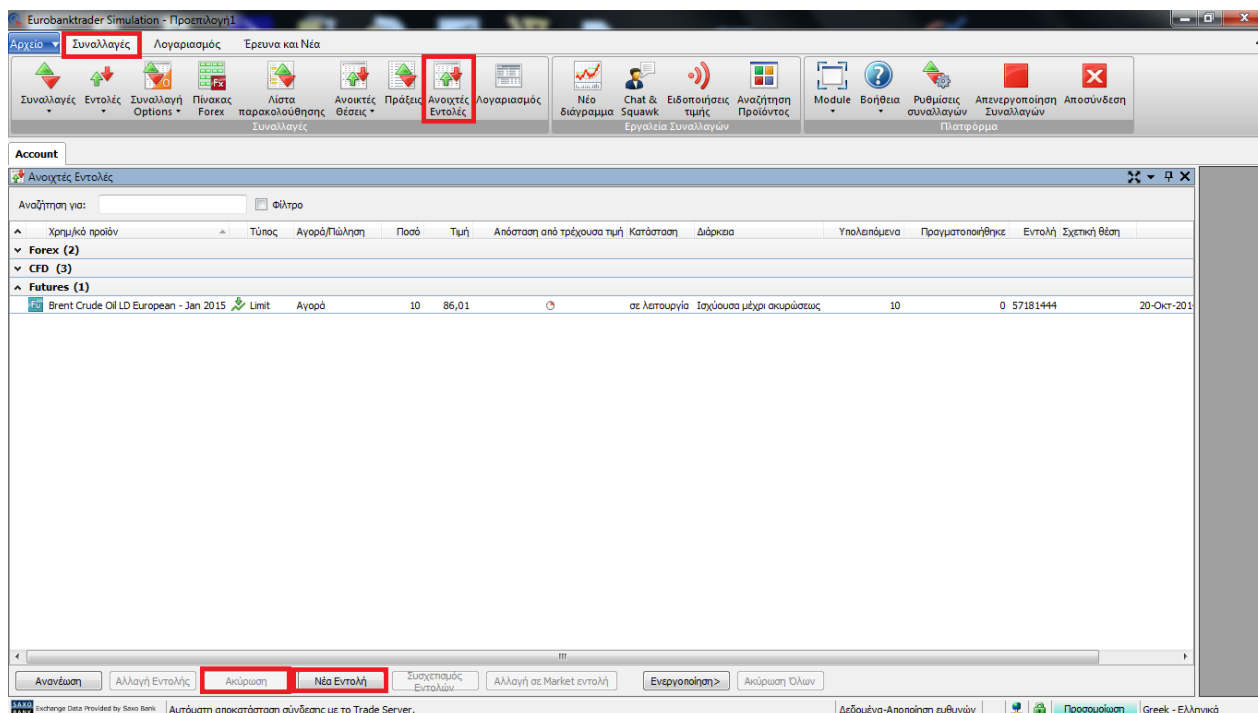 Eurobanktrader Simulation - Προεπιλογή1
Αρχείο Συναλλαγές Λογαριασμός Έρευνα και Νέα
Συναλλαγές Εντολές Συναλλαγή Options Πίνακας Forex Λίστα παρακολούθησης Ανοικτές Θέσεις Πράξεις Ανοιχτές Εντολές Λογαριασμός Νέο διάγραμμα Chat & Squawk Ειδοποιήσεις τιμής Αναζήτηση Προϊόντος Module Βοήθεια Ρυθμίσεις συναλλαγών Απενεργοποίηση Συναλλαγών Αποσύνδεση
Συναλλαγές Εργαλεία Συναλλαγών Πλατφόρμα
Account
Ανοιχτές Εντολές
Αναζήτηση για: Φίλτρο
Χρημ/κό προϊόν Τύπος Αγορά/Πώληση Ποσό Τιμή Απόσταση από τρέχουσα τιμή Κατάσταση Διάρκεια Υπολειπόμενα Πραγματοποιήθηκε Εντολή Σχετική θέση
Forex (2)
CFD (3)
Futures (1)
Fu Brent Crude Oil LD European - Jan 2015 Limit Αγορά 10 86,01 σε λειτουργία Ισχύουσα μέχρι ακυρώσεως 10 0 57181444 20-Οκτ-201
Ανανέωση Αλλαγή Εντολής Ακύρωση Νέα Εντολή Συσχετισμός Εντολών Αλλαγή σε Market εντολή Ενεργοποίηση> Ακύρωση Όλων
SAXO BANK Exchange Data Provided by Saxo Bank Αυτόματη αποκατάσταση σύνδεσης με το Trade Server. Δεδομένα-Αποποίηση ευθυνών Προσομοίωση Greek - Ελληνικά